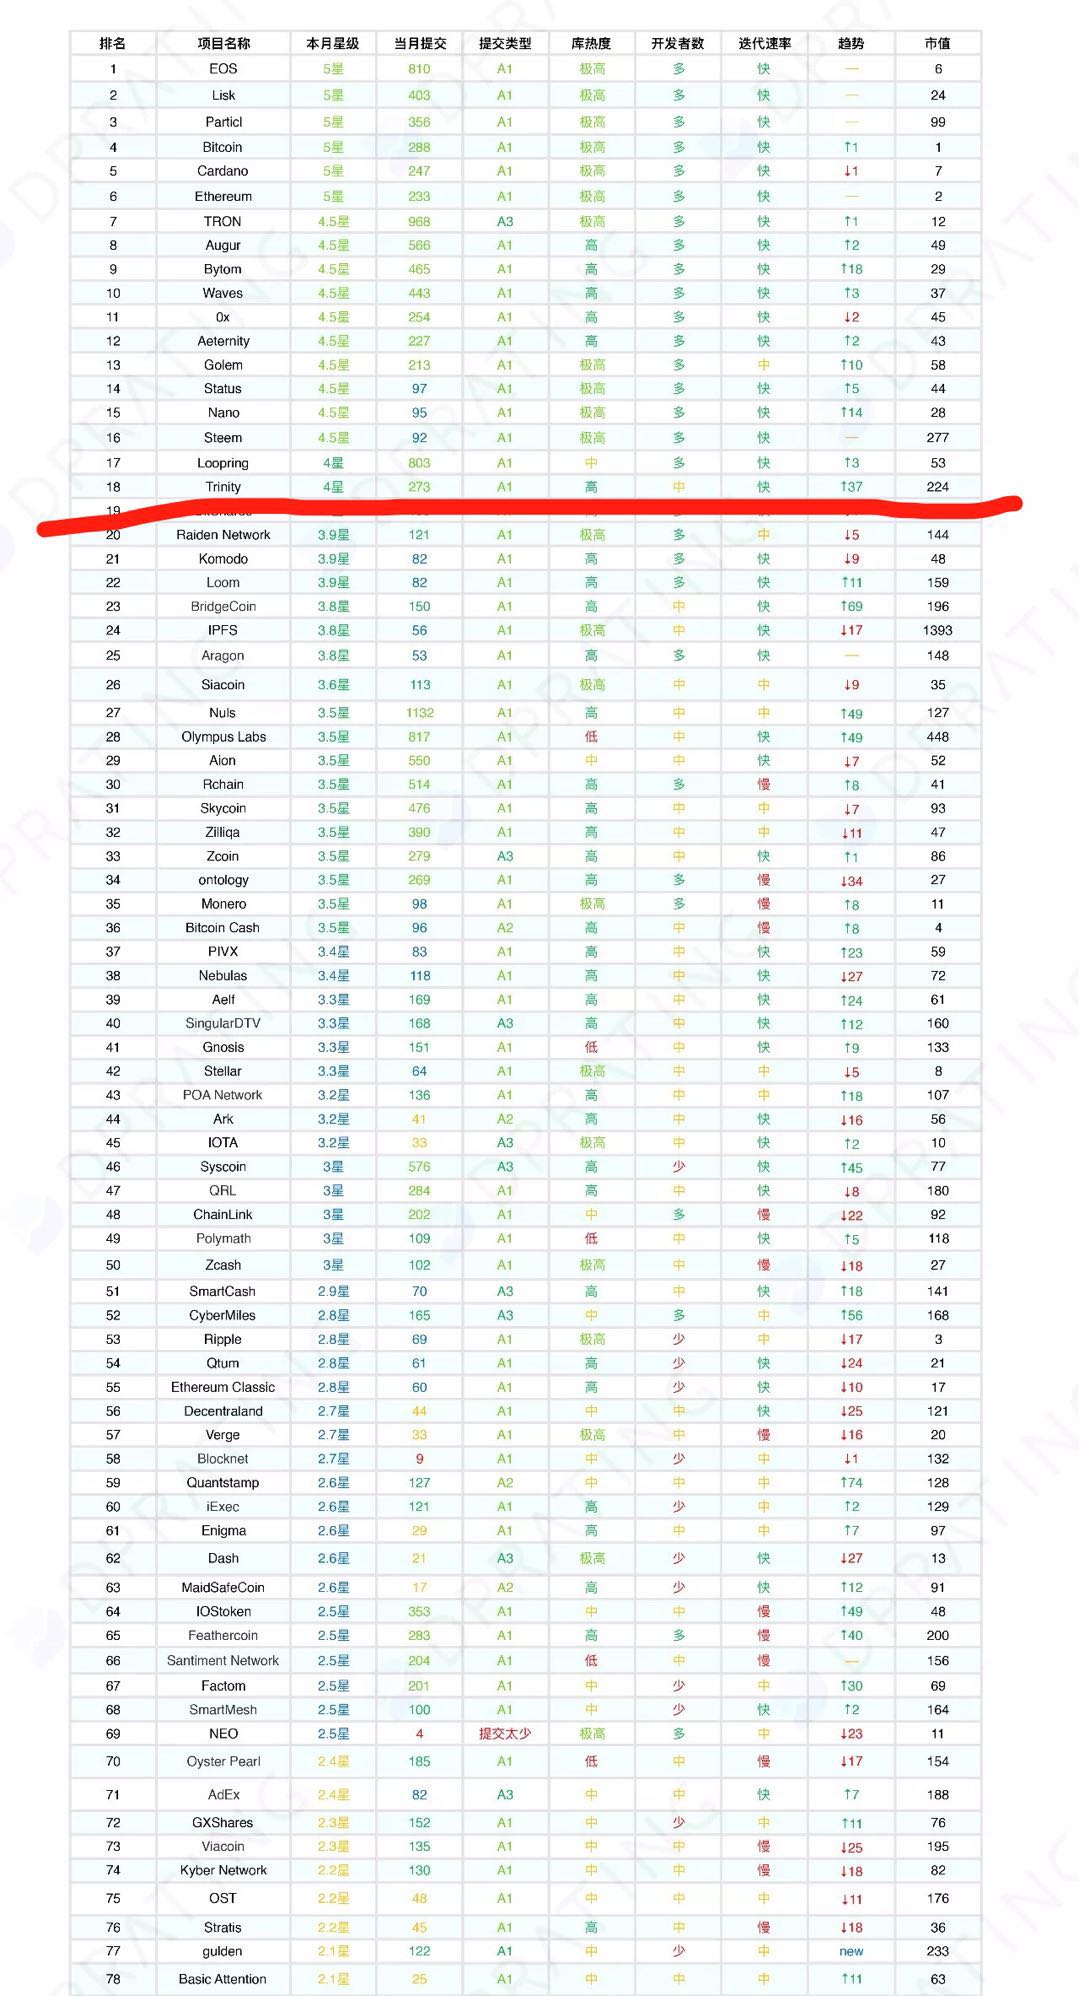 排名 项目名称 本月星级 当月提交 提交类型 库热度 开发者数 迭代速率 趋势 市值
1 EOS 5星 810 A1 极高 多 快 — 6
2 Lisk 5星 403 A1 极高 多 快 — 24
3 Particl 5星 356 A1 极高 多 快 — 99
4 Bitcoin 5星 288 A1 极高 多 快 ↑1 1
5 Cardano 5星 247 A1 极高 多 快 ↓1 7
6 Ethereum 5星 233 A1 极高 多 快 — 2
7 TRON 4.5星 968 A3 极高 多 快 ↑1 12
8 Augur 4.5星 566 A1 高 多 快 ↑2 49
9 Bytom 4.5星 465 A1 高 多 快 ↑18 29
10 Waves 4.5星 443 A1 高 多 快 ↑3 37
11 0x 4.5星 254 A1 高 多 快 ↓2 45
12 Aeternity 4.5星 227 A1 高 多 快 ↑2 43
13 Golem 4.5星 213 A1 极高 多 中 ↑10 58
14 Status 4.5星 97 A1 极高 多 快 ↑5 44
15 Nano 4.5星 95 A1 极高 多 快 ↑14 28
16 Steem 4.5星 92 A1 极高 多 快 — 277
17 Loopring 4星 803 A1 中 多 快 ↑3 53
18 Trinity 4星 273 A1 高 中 快 ↑37 224
19
20 Raiden Network 3.9星 121 A1 极高 多 中 ↓5 144
21 Komodo 3.9星 82 A1 高 多 快 ↓9 48
22 Loom 3.9星 82 A1 高 多 快 ↑11 159
23 BridgeCoin 3.8星 150 A1 高 中 快 ↑69 196
24 IPFS 3.8星 56 A1 极高 中 快 ↓17 1393
25 Aragon 3.8星 53 A1 高 多 快 — 148
26 Siacoin 3.6星 113 A1 极高 中 中 ↓9 35
27 Nuls 3.5星 1132 A1 高 中 中 ↑49 127
28 Olympus Labs 3.5星 817 A1 低 中 快 ↑49 448
29 Aion 3.5星 550 A1 中 中 快 ↓7 52
30 Rchain 3.5星 514 A1 高 多 慢 ↑8 41
31 Skycoin 3.5星 476 A1 高 中 中 ↓7 93
32 Zilliqa 3.5星 390 A1 高 中 中 ↓11 47
33 Zcoin 3.5星 279 A3 高 中 快 ↑1 86
34 ontology 3.5星 269 A1 高 多 慢 ↓34 27
35 Monero 3.5星 98 A1 极高 多 慢 ↑8 11
36 Bitcoin Cash 3.5星 96 A2 高 中 慢 ↑8 4
37 PIVX 3.4星 83 A1 高 中 快 ↑23 59
38 Nebulas 3.4星 118 A1 高 中 快 ↓27 72
39 Aelf 3.3星 169 A1 高 中 快 ↑24 61
40 SingularDTV 3.3星 168 A3 高 中 快 ↑12 160
41 Gnosis 3.3星 151 A1 低 中 快 ↑9 133
42 Stellar 3.3星 64 A1 极高 中 中 ↓5 8
43 POA Network 3.2星 136 A1 高 中 中 ↑18 107
44 Ark 3.2星 41 A2 高 中 快 ↓16 56
45 IOTA 3.2星 33 A3 极高 中 快 ↑2 10
46 Syscoin 3星 576 A3 高 少 快 ↑45 77
47 QRL 3星 284 A1 高 中 快 ↓8 180
48 ChainLink 3星 202 A1 中 多 慢 ↓22 92
49 Polymath 3星 109 A1 低 中 快 ↑5 118
50 Zcash 3星 102 A1 极高 中 慢 ↓18 27
51 SmartCash 2.9星 70 A3 高 中 快 ↑18 141
52 CyberMiles 2.8星 165 A3 中 多 中 ↑56 168
53 Ripple 2.8星 69 A1 极高 少 中 ↓17 3
54 Qtum 2.8星 61 A1 高 少 快 ↓24 21
55 Ethereum Classic 2.8星 60 A1 高 少 快 ↓10 17
56 Decentraland 2.7星 44 A1 中 中 快 ↓25 121
57 Verge 2.7星 33 A1 极高 中 慢 ↓16 20
58 Blocknet 2.7星 9 A1 中 少 中 ↓1 132
59 Quantstamp 2.6星 127 A2 中 中 中 ↑74 128
60 iExec 2.6星 121 A1 高 少 中 ↑2 129
61 Enigma 2.6星 29 A1 高 中 中 ↑7 97
62 Dash 2.6星 21 A3 极高 少 快 ↓27 13
63 MaidSafeCoin 2.6星 17 A2 高 少 快 ↑12 91
64 IOStoken 2.5星 353 A1 中 中 慢 ↑49 48
65 Feathercoin 2.5星 283 A1 高 多 慢 ↑40 200
66 Santiment Network 2.5星 204 A1 低 中 慢 — 156
67 Factom 2.5星 201 A1 中 少 中 ↑30 69
68 SmartMesh 2.5星 100 A1 中 少 快 ↑2 164
69 NEO 2.5星 4 提交太少 极高 多 中 ↓23 11
70 Oyster Pearl 2.4星 185 A1 低 中 慢 ↓17 154
71 AdEx 2.4星 82 A3 中 中 快 ↑7 188
72 GXShares 2.3星 152 A1 中 少 中 ↑11 76
73 Viacoin 2.3星 135 A1 中 中 慢 ↓25 195
74 Kyber Network 2.2星 130 A1 中 中 慢 ↓18 82
75 OST 2.2星 48 A1 中 中 中 ↓11 176
76 Stratis 2.2星 45 A1 高 中 慢 ↓18 36
77 gulden 2.1星 122 A1 中 少 中 new 233
78 Basic Attention 2.1星 25 A1 中 中 中 ↑11 63